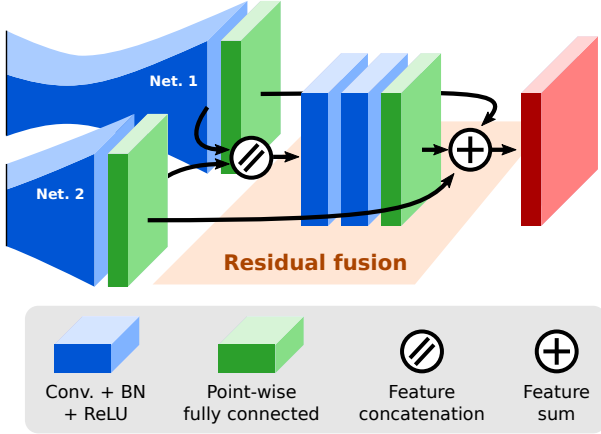 Net. 1
Net. 2
Residual fusion
Conv. + BN
+ ReLU
Point-wise
fully connected
Feature
concatenation
Feature
sum